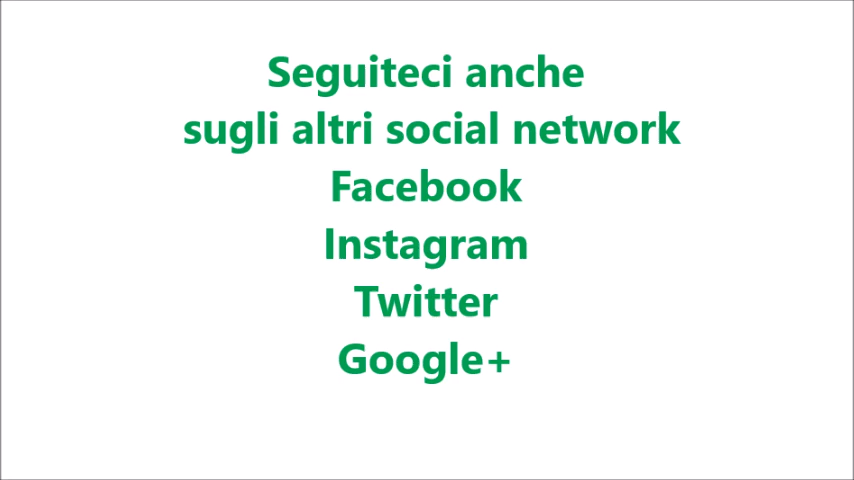 Seguiteci anche
sugli altri social network
Facebook
Instagram
Twitter
Google+